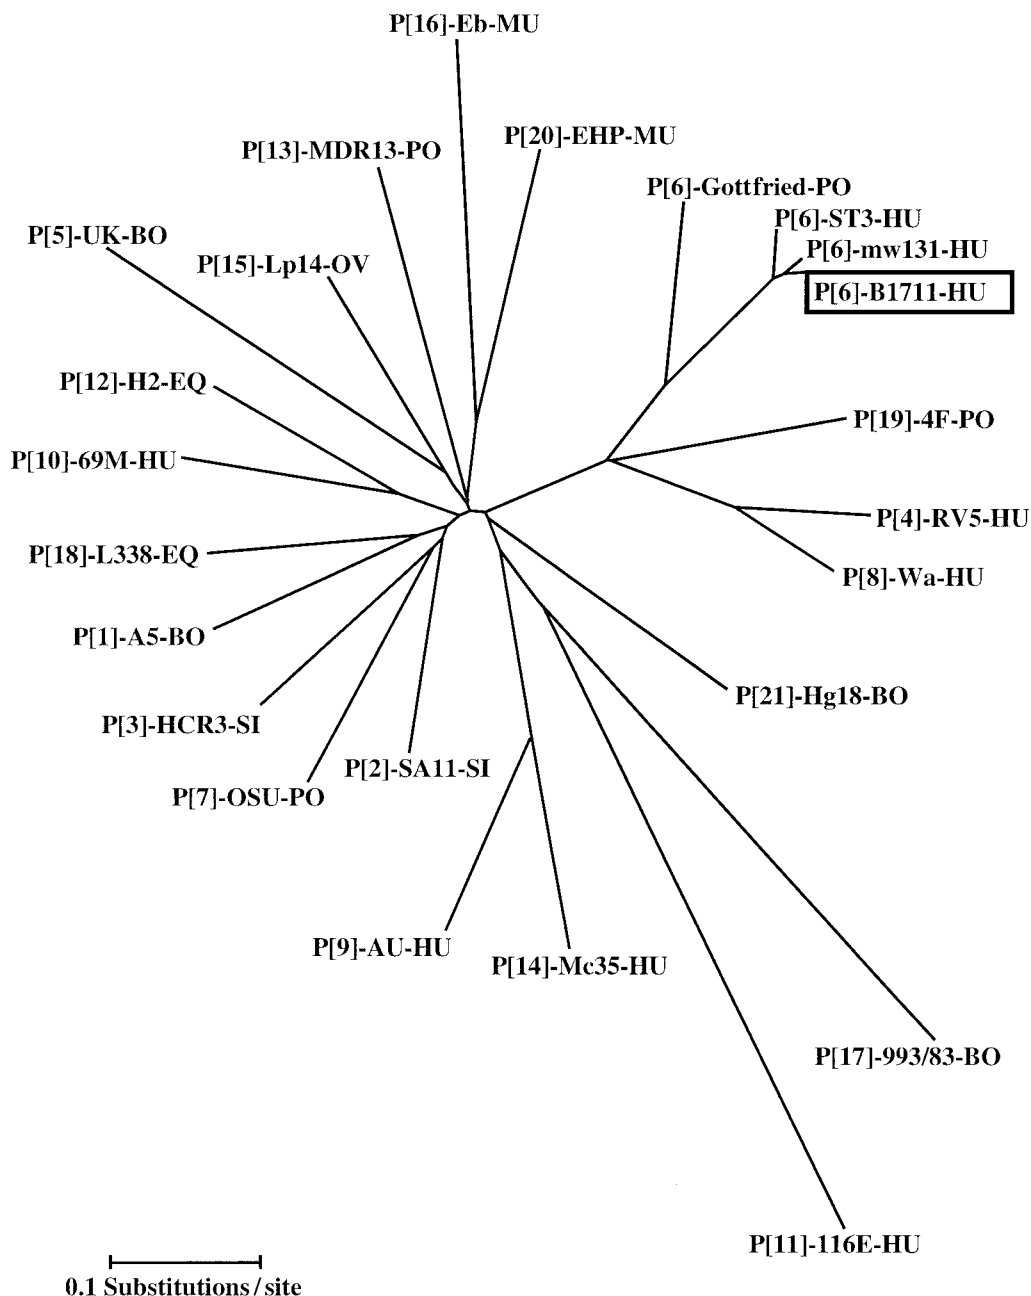 P[16]-Eb-MU
P[20]-EHP-MU
P[13]-MDR13-PO
P[6]-Gottfried-PO
P[6]-ST3-HU
P[5]-UK-BO
P[6]-mw131-HU
P[15]-Lp14-OV
P[6]-B1711-HU
P[12]-H2-EQ
P[19]-4F-PO
P[10]-69M-HU
P[4]-RV5-HU
P[18]-L338-EQ
P[8]-Wa-HU
P[1]-A5-BO
P[21]-Hg18-BO
P[3]-HCR3-SI
P[2]-SA11-SI
P[7]-OSU-PO
P[9]-AU-HU
P[14]-Mc35-HU
P[17]-993/83-BO
P[11]-116E-HU
0.1 Substitutions/site